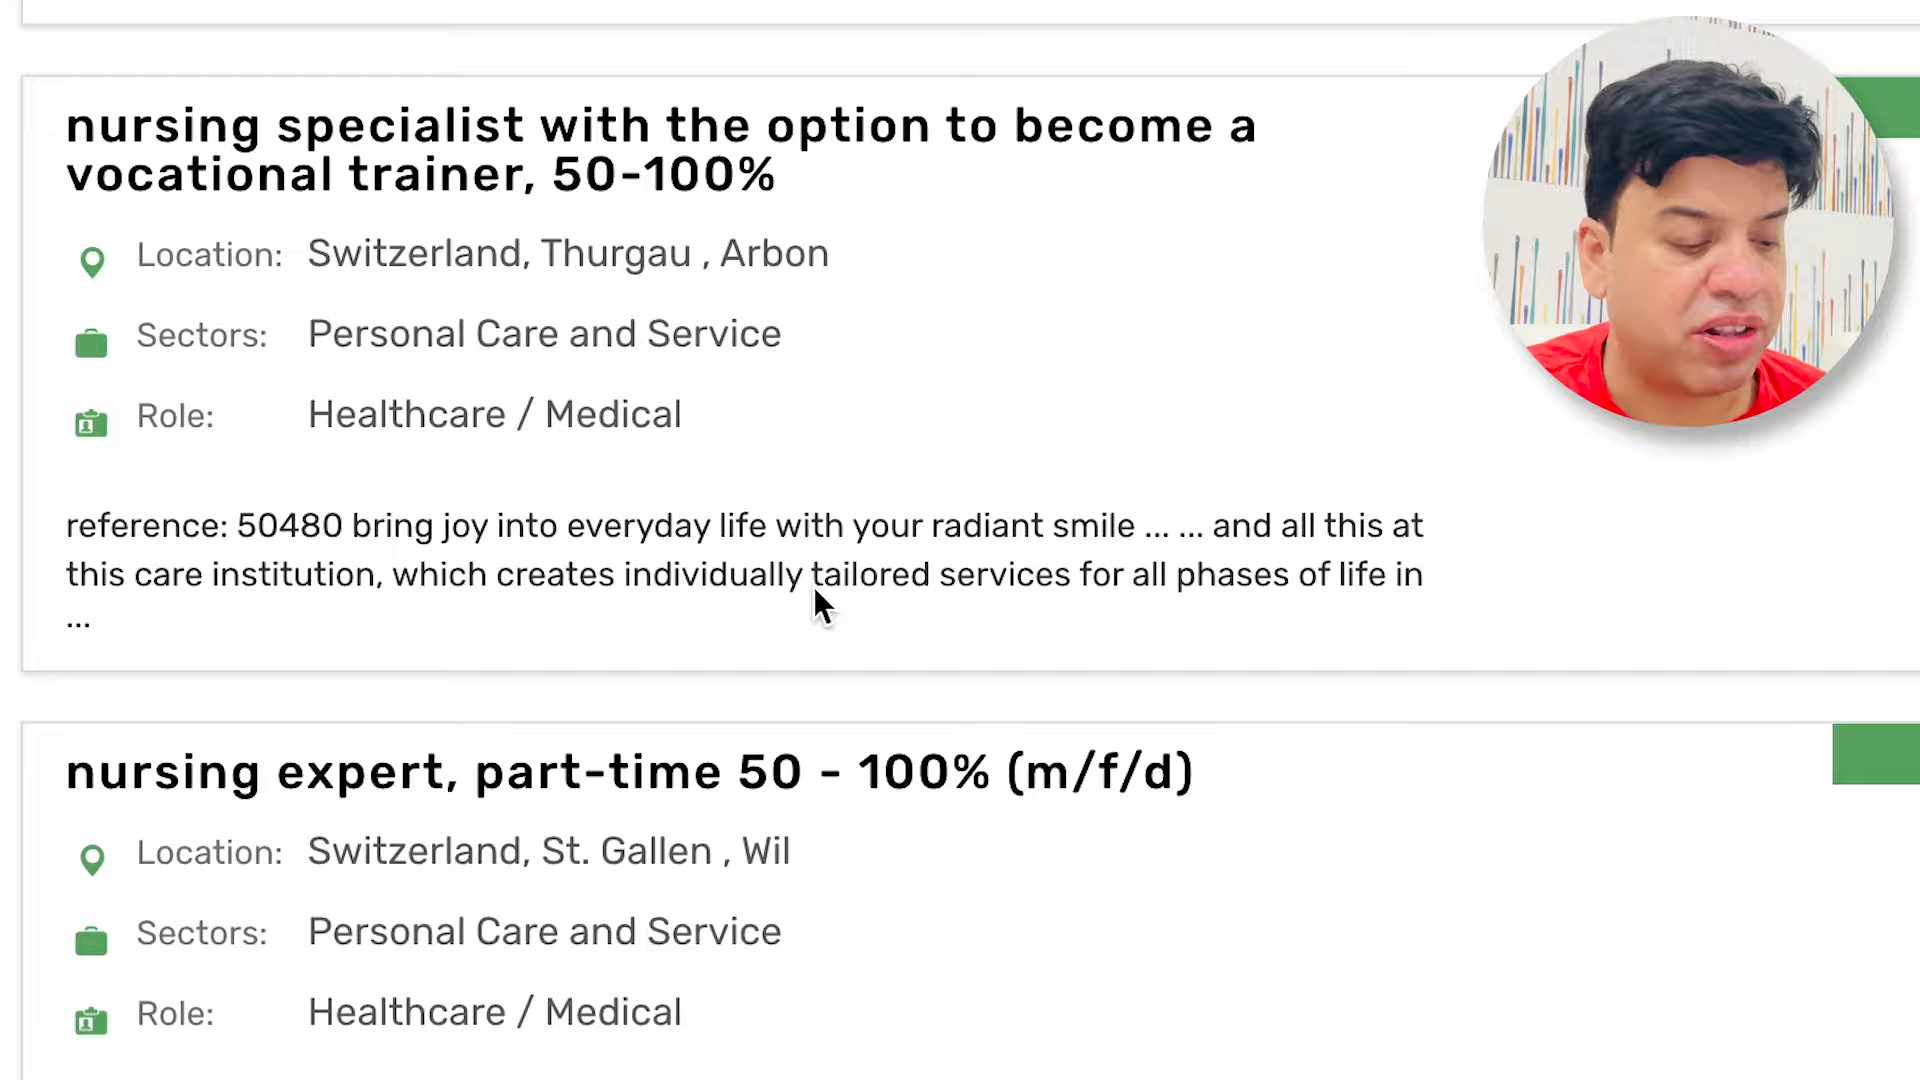 nursing specialist with the option to become a
vocational trainer, 50-100%
Location: Switzerland, Thurgau , Arbon
Sectors: Personal Care and Service
Role: Healthcare / Medical
reference: 50480 bring joy into everyday life with your radiant smile ... ... and all this at
this care institution, which creates individually tailored services for all phases of life in
...
nursing expert, part-time 50 - 100% (m/f/d)
Location: Switzerland, St. Gallen , Wil
Sectors: Personal Care and Service
Role: Healthcare / Medical